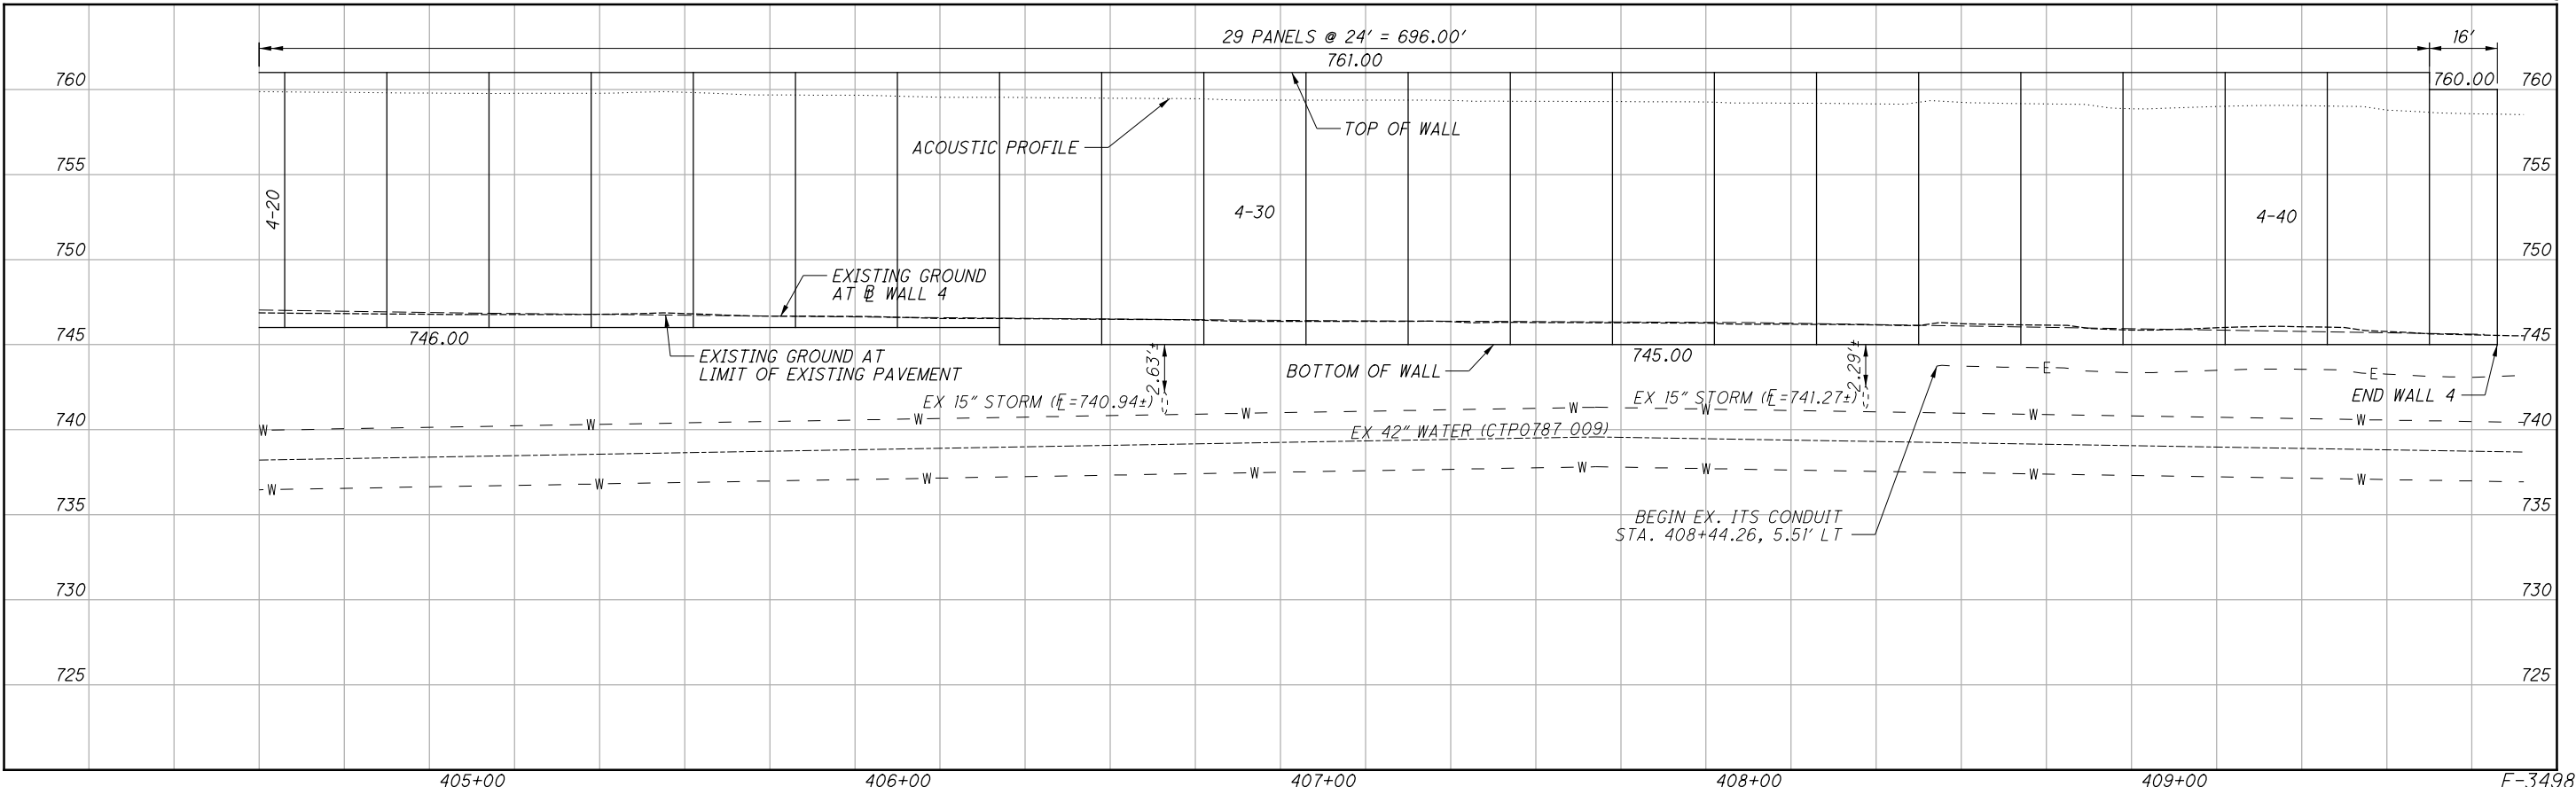 29 PANELS @ 24' = 696.00'
16'
761.00
760.00
760
760
TOP OF WALL
ACOUSTIC PROFILE
755
755
4-20
4-30
4-40
750
750
EXISTING GROUND
AT ⅊ WALL 4
745
745
746.00
EXISTING GROUND AT
LIMIT OF EXISTING PAVEMENT
2.63'±
BOTTOM OF WALL
745.00
2.29'±
E
E
END WALL 4
EX 15" STORM (FL=740.94±)
EX 15" STORM (FL=741.27±)
740
740
W W W W W W W W
EX 42" WATER (CTP0787 009)
W W W W W W W W
735
735
BEGIN EX. ITS CONDUIT
STA. 408+44.26, 5.51' LT
730
730
725
725
405+00
406+00
407+00
408+00
409+00
F-3498